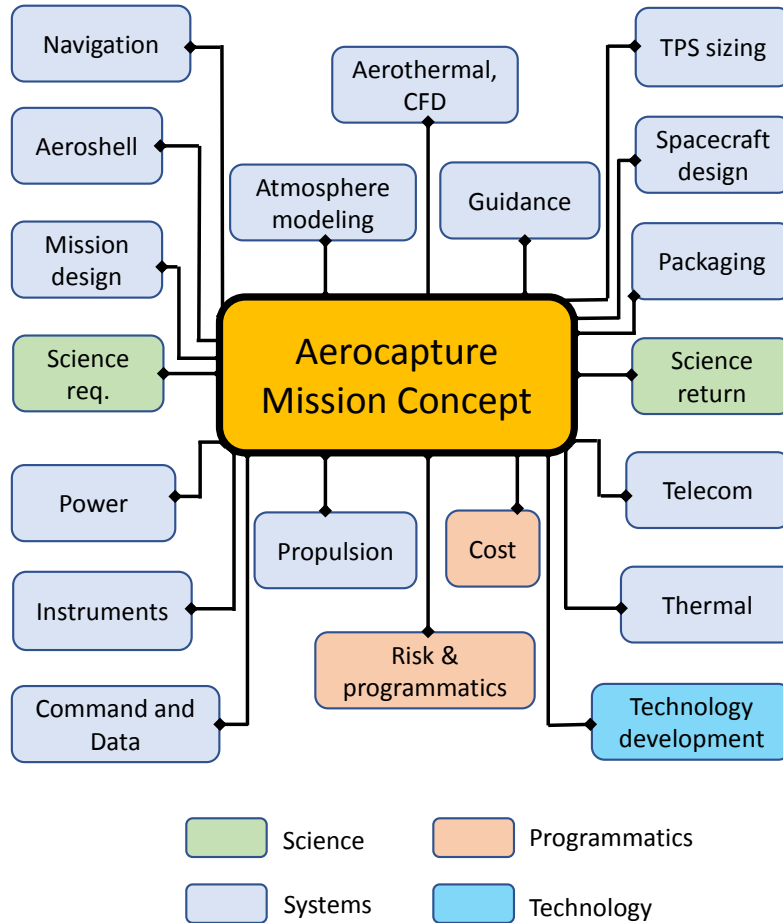 Navigation
Aerothermal,
CFD
TPS sizing
Aeroshell
Atmosphere
modeling
Guidance
Spacecraft
design
Mission
design
Packaging
Science
req.
Aerocapture
Mission Concept
Science
return
Power
Propulsion
Cost
Telecom
Instruments
Risk &
programmatics
Thermal
Command and
Data
Technology
development
Science
Programmatics
Systems
Technology